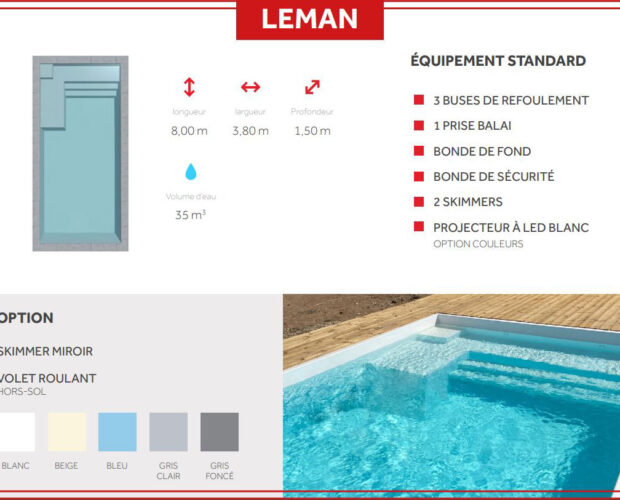 LEMAN
longueur
largueur
Profondeur
8,00 m
3,80 m
1,50 m
Volume d'eau
35 m³
ÉQUIPEMENT STANDARD
3 BUSES DE REFOULEMENT
1 PRISE BALAI
BONDE DE FOND
BONDE DE SÉCURITÉ
2 SKIMMERS
PROJECTEUR À LED BLANC
OPTION COULEURS
OPTION
SKIMMER MIROIR
VOLET ROULANT
HORS-SOL
BLANC
BEIGE
BLEU
GRIS CLAIR
GRIS FONCÉ